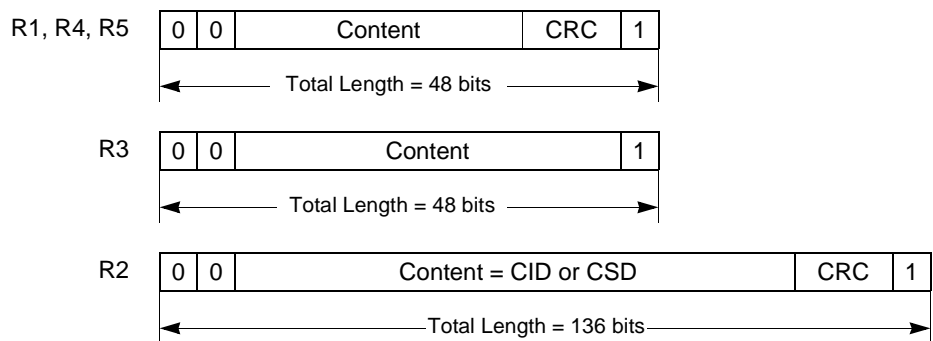 R1, R4, R5 0 0 Content CRC 1
Total Length = 48 bits
R3 0 0 Content 1
Total Length = 48 bits
R2 0 0 Content = CID or CSD CRC 1
Total Length = 136 bits